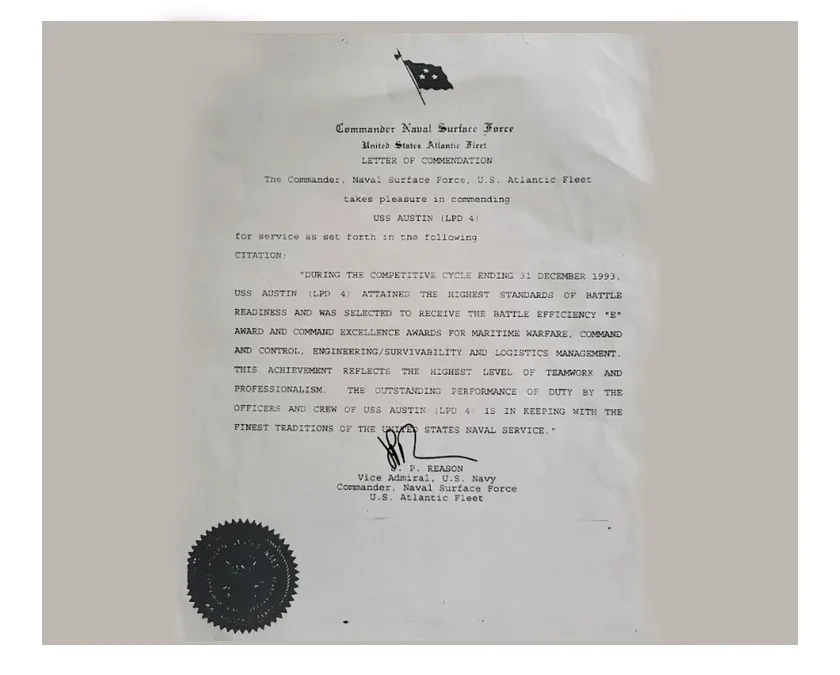 Commander Naval Surface Force
United States Atlantic Fleet
LETTER OF COMMENDATION
The Commander, Naval Surface Force, U.S. Atlantic Fleet
takes pleasure in commending
USS AUSTIN (LPD 4)
for service as set forth in the following
CITATION:
"DURING THE COMPETITIVE CYCLE ENDING 31 DECEMBER 1993,
USS AUSTIN (LPD 4) ATTAINED THE HIGHEST STANDARDS OF BATTLE
READINESS AND WAS SELECTED TO RECEIVE THE BATTLE EFFICIENCY "E"
AWARD AND COMMAND EXCELLENCE AWARDS FOR MARITIME WARFARE, COMMAND
AND CONTROL, ENGINEERING/SURVIVABILITY AND LOGISTICS MANAGEMENT.
THIS ACHIEVEMENT REFLECTS THE HIGHEST LEVEL OF TEAMWORK AND
PROFESSIONALISM. THE OUTSTANDING PERFORMANCE OF DUTY BY THE
OFFICERS AND CREW OF USS AUSTIN (LPD 4) IS IN KEEPING WITH THE
FINEST TRADITIONS OF THE UNITED STATES NAVAL SERVICE."
P. REASON
Vice Admiral, U.S. Navy
Commander, Naval Surface Force
U.S. Atlantic Fleet